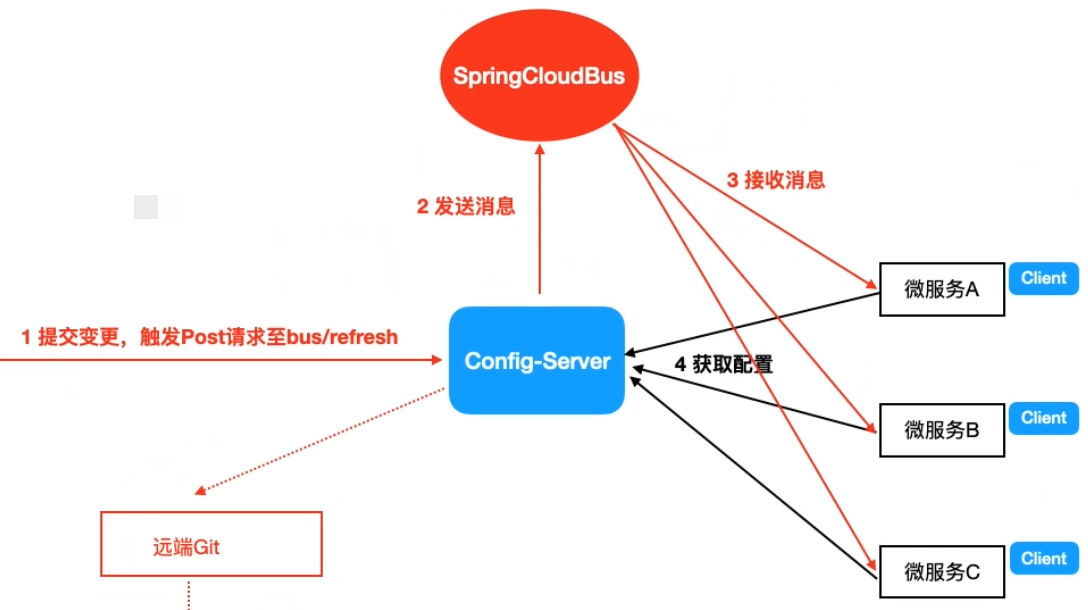 SpringCloudBus
3 接收消息
2 发送消息
微服务A
Client
1 提交变更，触发Post请求至bus/refresh
Config-Server
4 获取配置
微服务B
Client
远端Git
微服务C
Client